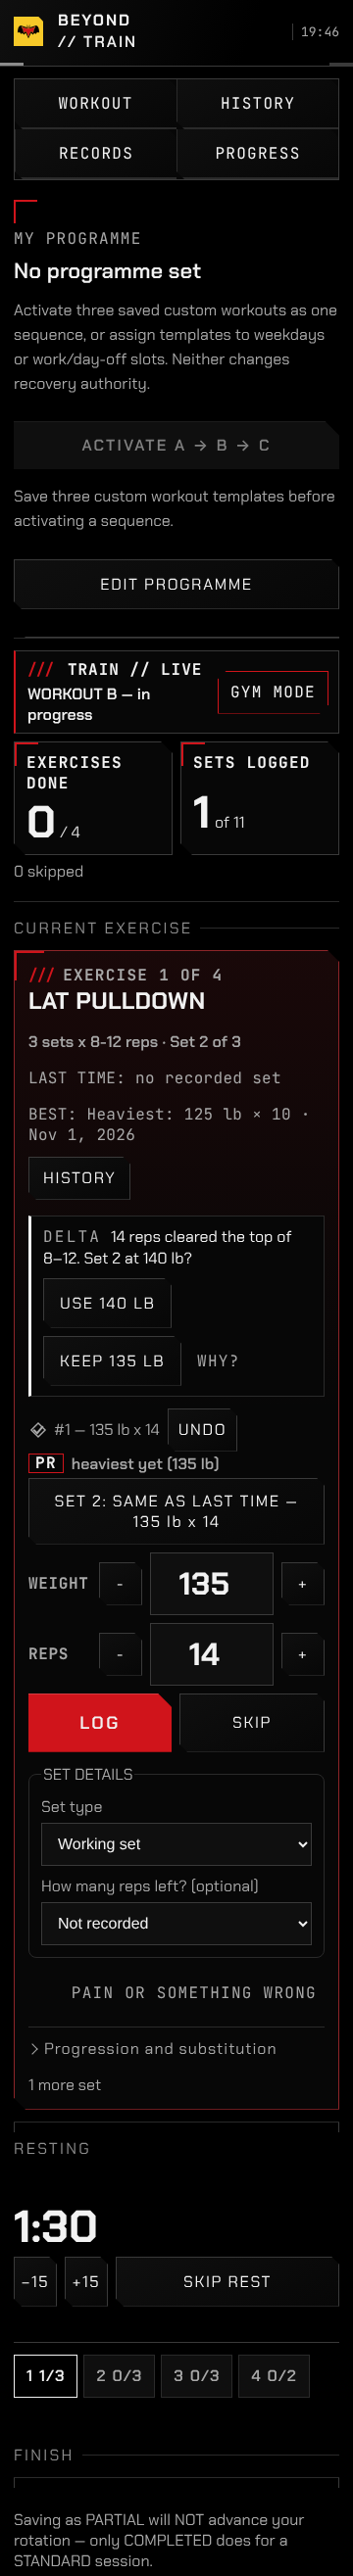 BEYOND
// TRAIN
19:46
WORKOUT
HISTORY
RECORDS
PROGRESS
MY PROGRAMME
No programme set
Activate three saved custom workouts as one
sequence, or assign templates to weekdays
or work/day-off slots. Neither changes
recovery authority.
ACTIVATE A → B → C
Save three custom workout templates before
activating a sequence.
EDIT PROGRAMME
/// TRAIN // LIVE
WORKOUT B — in
progress
GYM MODE
EXERCISES
DONE
0 / 4
SETS LOGGED
1 of 11
0 skipped
CURRENT EXERCISE
/// EXERCISE 1 OF 4
LAT PULLDOWN
3 sets x 8-12 reps · Set 2 of 3
LAST TIME: no recorded set
BEST: Heaviest: 125 lb × 10 ·
Nov 1, 2026
HISTORY
DELTA 14 reps cleared the top of
8–12. Set 2 at 140 lb?
USE 140 LB
KEEP 135 LB
WHY?
#1 — 135 lb x 14
UNDO
PR heaviest yet (135 lb)
SET 2: SAME AS LAST TIME —
135 lb x 14
WEIGHT
-
135
+
REPS
-
14
+
LOG
SKIP
SET DETAILS
Set type
Working set
How many reps left? (optional)
Not recorded
PAIN OR SOMETHING WRONG
> Progression and substitution
1 more set
RESTING
1:30
−15
+15
SKIP REST
1 1/3
2 0/3
3 0/3
4 0/2
FINISH
Saving as PARTIAL will NOT advance your
rotation — only COMPLETED does for a
STANDARD session.